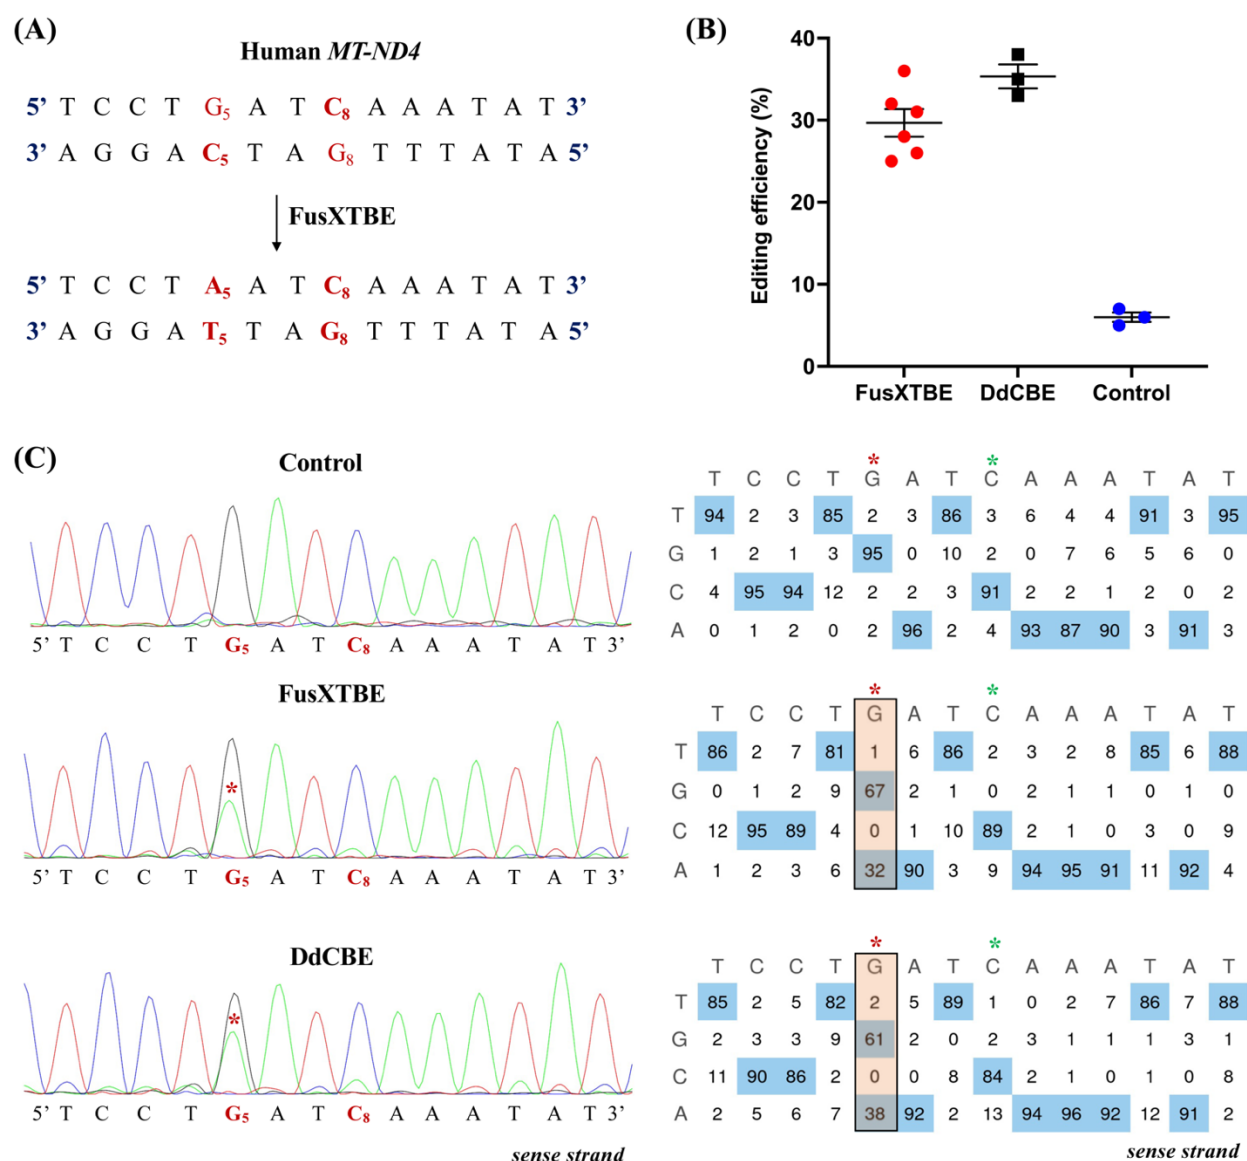 (A)
Human MT-ND4
5’ T C C T G5 A T C8 A A A T A T 3’
3’ A G G A C5 T A G8 T T T A T A 5’
FusXTBE
5’ T C C T A5 A T C8 A A A T A T 3’
3’ A G G A T5 T A G8 T T T A T A 5’
(B)
Editing efficiency (%)
40
30
20
10
0
FusXTBE DdCBE Control
(C)
Control
5’ T C C T G5 A T C8 A A A T A T 3’
* *
T C C T G A T C A A A T A T
T 94 2 3 85 2 3 86 3 6 4 4 91 3 95
G 1 2 1 3 95 0 10 2 0 7 6 5 6 0
C 4 95 94 12 2 2 3 91 2 2 1 2 0 2
A 0 1 2 0 2 96 2 4 93 87 90 3 91 3
FusXTBE
*
5’ T C C T G5 A T C8 A A A T A T 3’
* *
T C C T G A T C A A A T A T
T 86 2 7 81 1 6 86 2 3 2 8 85 6 88
G 0 1 2 9 67 2 1 0 2 1 1 0 1 0
C 12 95 89 4 0 1 10 89 2 1 0 3 0 9
A 1 2 3 6 32 90 3 9 94 95 91 11 92 4
DdCBE
*
5’ T C C T G5 A T C8 A A A T A T 3’
sense strand
* *
T C C T G A T C A A A T A T
T 85 2 5 82 2 5 89 1 0 2 7 86 7 88
G 2 3 3 9 61 2 0 2 3 1 1 1 3 1
C 11 90 86 2 0 0 8 84 2 1 0 1 0 8
A 2 5 6 7 38 92 2 13 94 96 92 12 91 2
sense strand